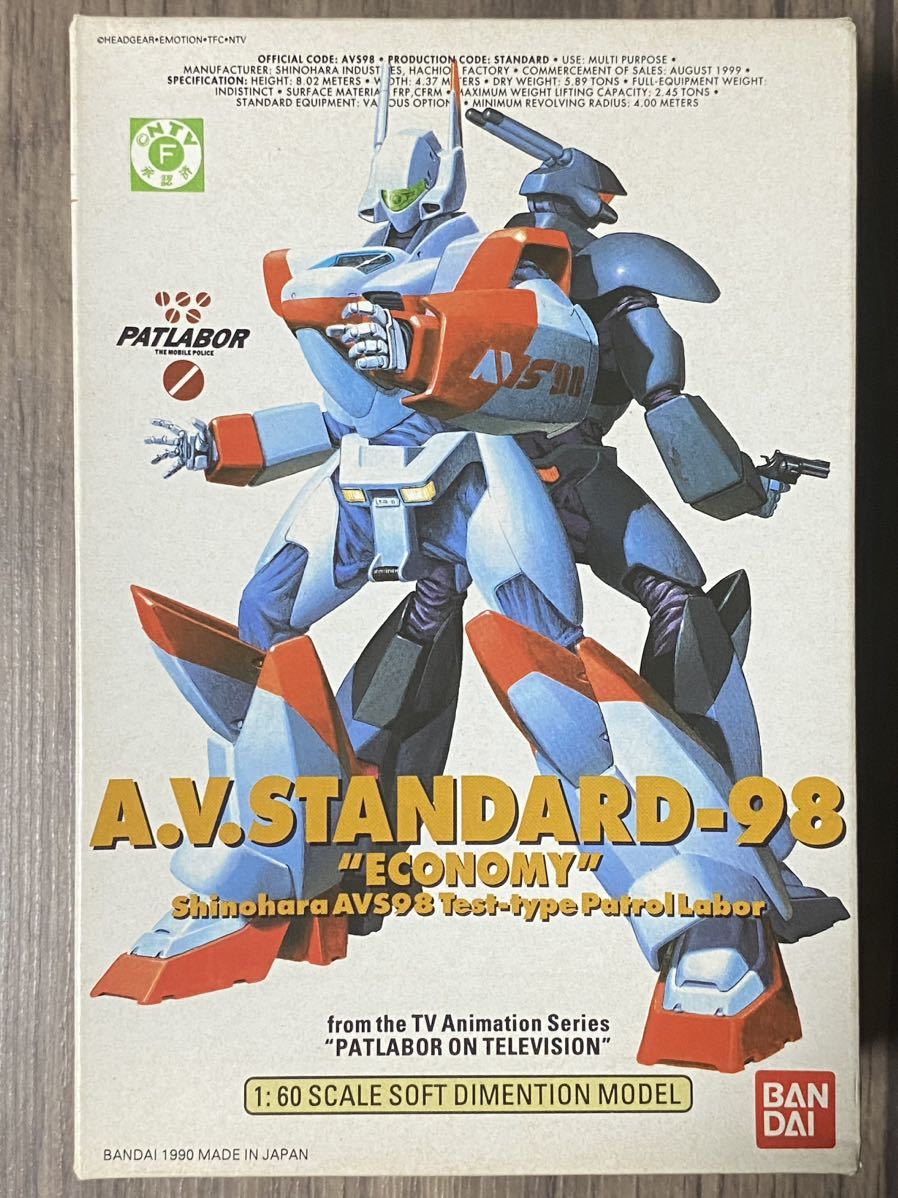 ©HEADGEAR•EMOTION•TFC•NTV
OFFICIAL CODE: AVS98 • PRODUCTION CODE: STANDARD • USE: MULTI PURPOSE •
MANUFACTURER: SHINOHARA INDUSTRIES, HACHIO FACTORY • COMMERCEMENT OF SALES: AUGUST 1999 •
SPECIFICATION: HEIGHT: 8.02 METERS • WIDTH: 4.37 METERS • DRY WEIGHT: 5.89 TONS • FULL-EQUIPMENT WEIGHT:
INDISTINCT • SURFACE MATERIAL: FRP,CFRM • MAXIMUM WEIGHT LIFTING CAPACITY: 2.45 TONS •
STANDARD EQUIPMENT: VARIOUS OPTION • MINIMUM REVOLVING RADIUS: 4.00 METERS
©NTV
F
承認済
PATLABOR
THE MOBILE POLICE
AVS98
A.V.STANDARD-98
"ECONOMY"
Shinohara AVS98 Test-type Patrol Labor
from the TV Animation Series
"PATLABOR ON TELEVISION"
1:60 SCALE SOFT DIMENTION MODEL
BAN
DAI
BANDAI 1990 MADE IN JAPAN